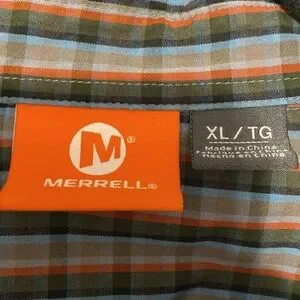 M®
MERRELL®
XL/TG
Made in China
Fabriqué en Chine
Hecho en China